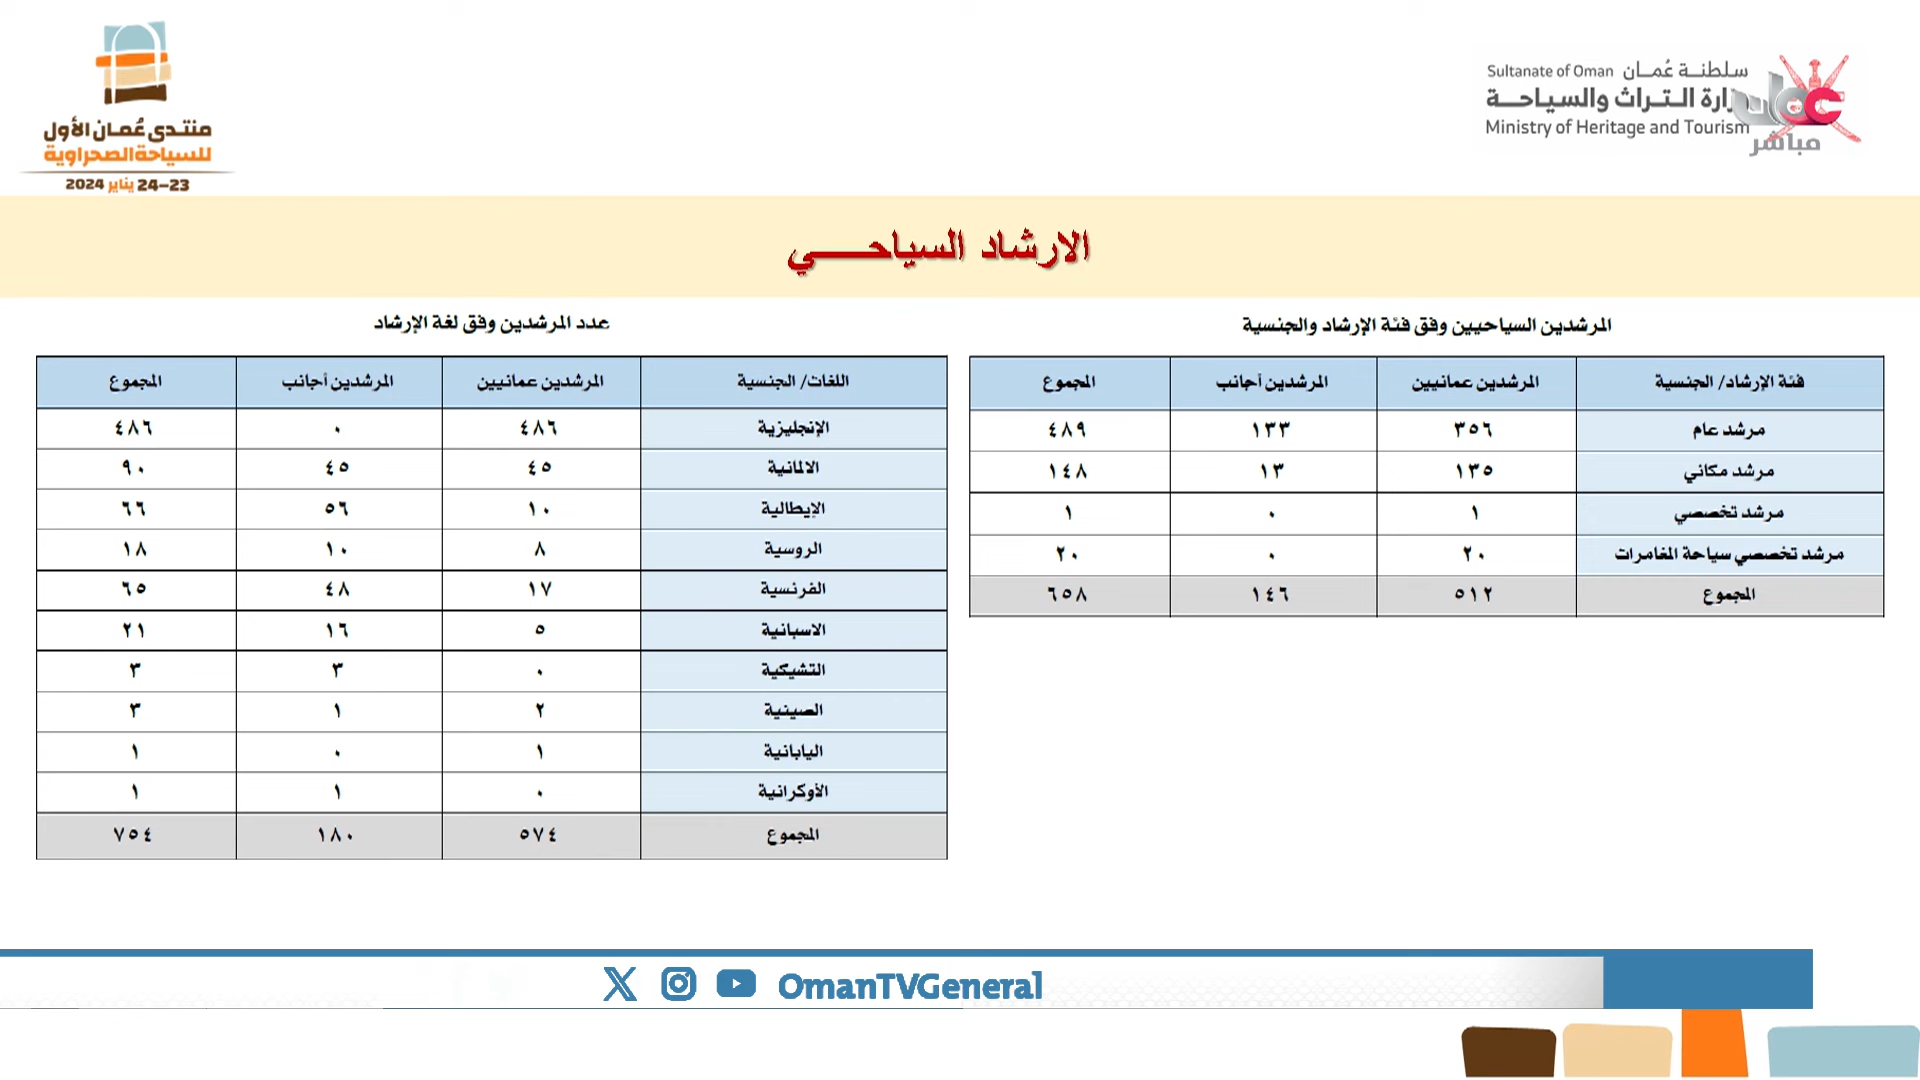 منتدى عُمان الأول
للسياحة الصحراوية
23–24 يناير 2024
سلطنة عُمان Sultanate of Oman
والسياحة التراث
Ministry of Heritage and Tourism
مباشر
الارشاد السياحي
المرشدين السياحيين وفق فئة الإرشاد والجنسية
فئة الإرشاد/ الجنسية المرشدين عمانيين المرشدين أجانب المجموع
مرشد عام ٣٥٦ ١٣٣ ٤٨٩
مرشد مكاني ١٣٥ ١٣ ١٤٨
مرشد تخصصي ١ ٠ ١
مرشد تخصصي سياحة المغامرات ٢٠ ٠ ٢٠
المجموع ٥١٢ ١٤٦ ٦٥٨
عدد المرشدين وفق لغة الإرشاد
اللغات/ الجنسية المرشدين عمانيين المرشدين أجانب المجموع
الإنجليزية ٤٨٦ ٠ ٤٨٦
الالمانية ٤٥ ٤٥ ٩٠
الإيطالية ١٠ ٥٦ ٦٦
الروسية ٨ ١٠ ١٨
الفرنسية ١٧ ٤٨ ٦٥
الاسبانية ٥ ١٦ ٢١
التشيكية ٠ ٣ ٣
الصينية ٢ ١ ٣
اليابانية ١ ٠ ١
الأوكرانية ٠ ١ ١
المجموع ٥٧٤ ١٨٠ ٧٥٤
OmanTVGeneral